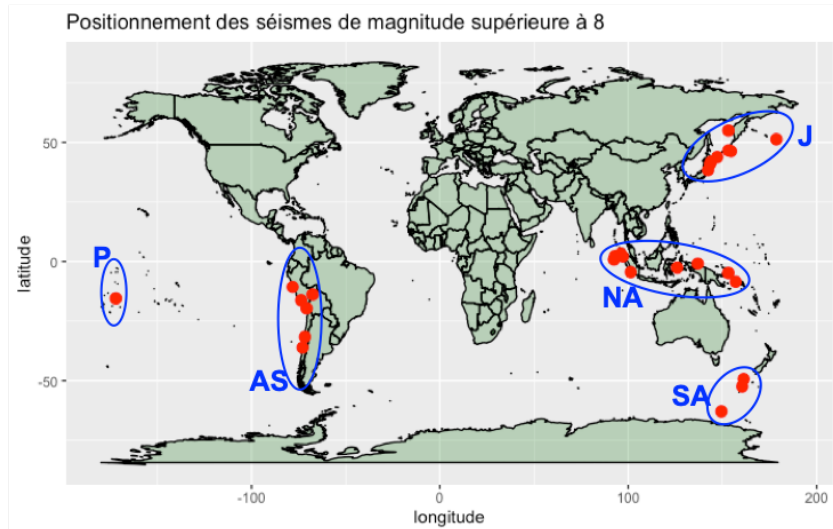 Positionnement des séismes de magnitude supérieure à 8
50
J
P
0
NA
AS
-50
SA
-100
0
100
200
latitude
longitude